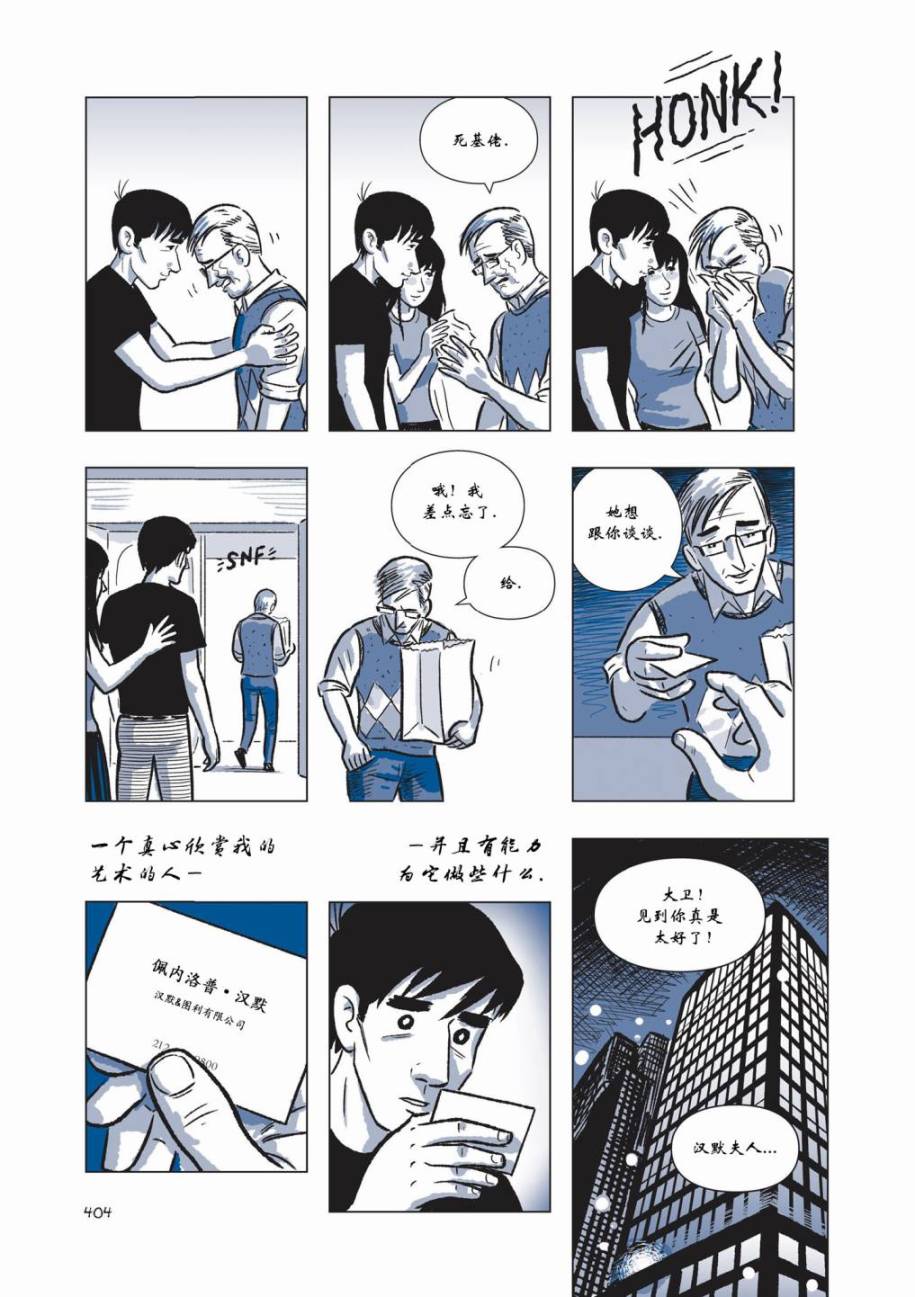 死基佬.
HONK!
SNF
哦！我
差点忘了.
给.
她想
跟你谈谈.
一个真心欣赏我的
艺术的人—
—并且有能力
为它做些什么.
佩内洛普·汉默
汉默&图利有限公司
212 9800
大卫！
见到你真是
太好了！
汉默夫人...
404